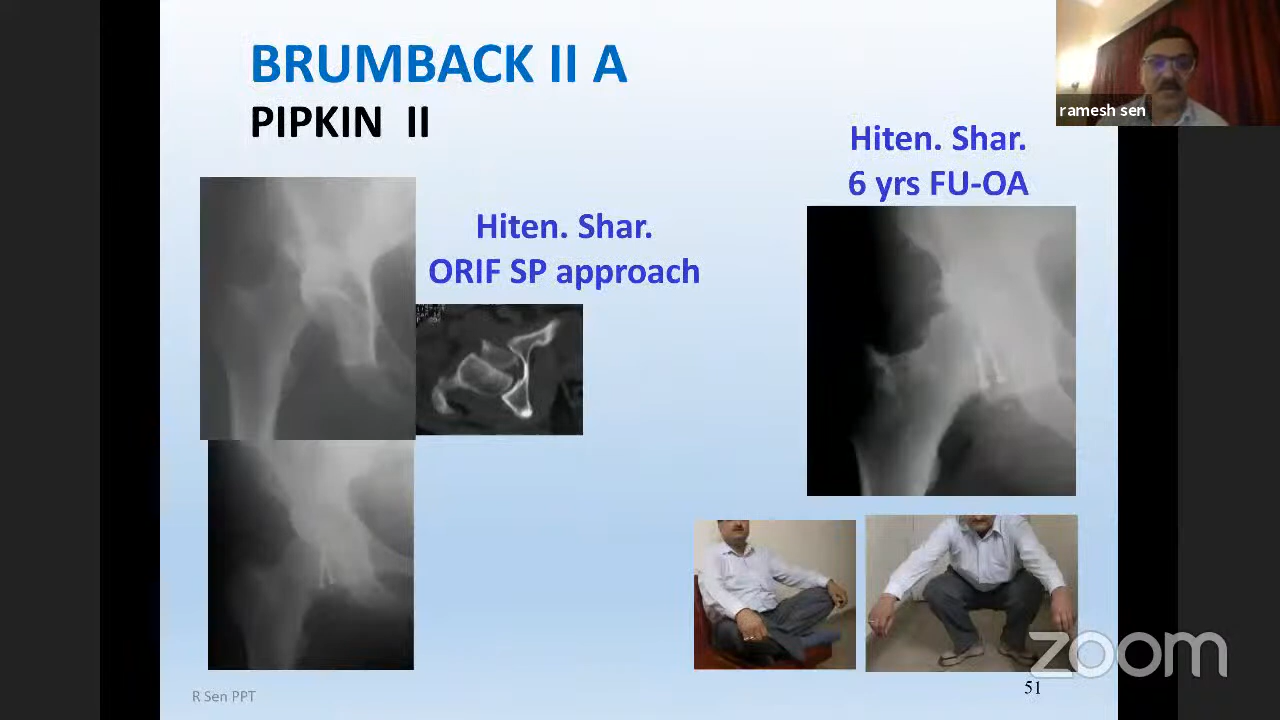 BRUMBACK II A
PIPKIN II
ramesh sen
Hiten. Shar.
6 yrs FU-OA
Hiten. Shar.
ORIF SP approach
zoom
R Sen PPT
51